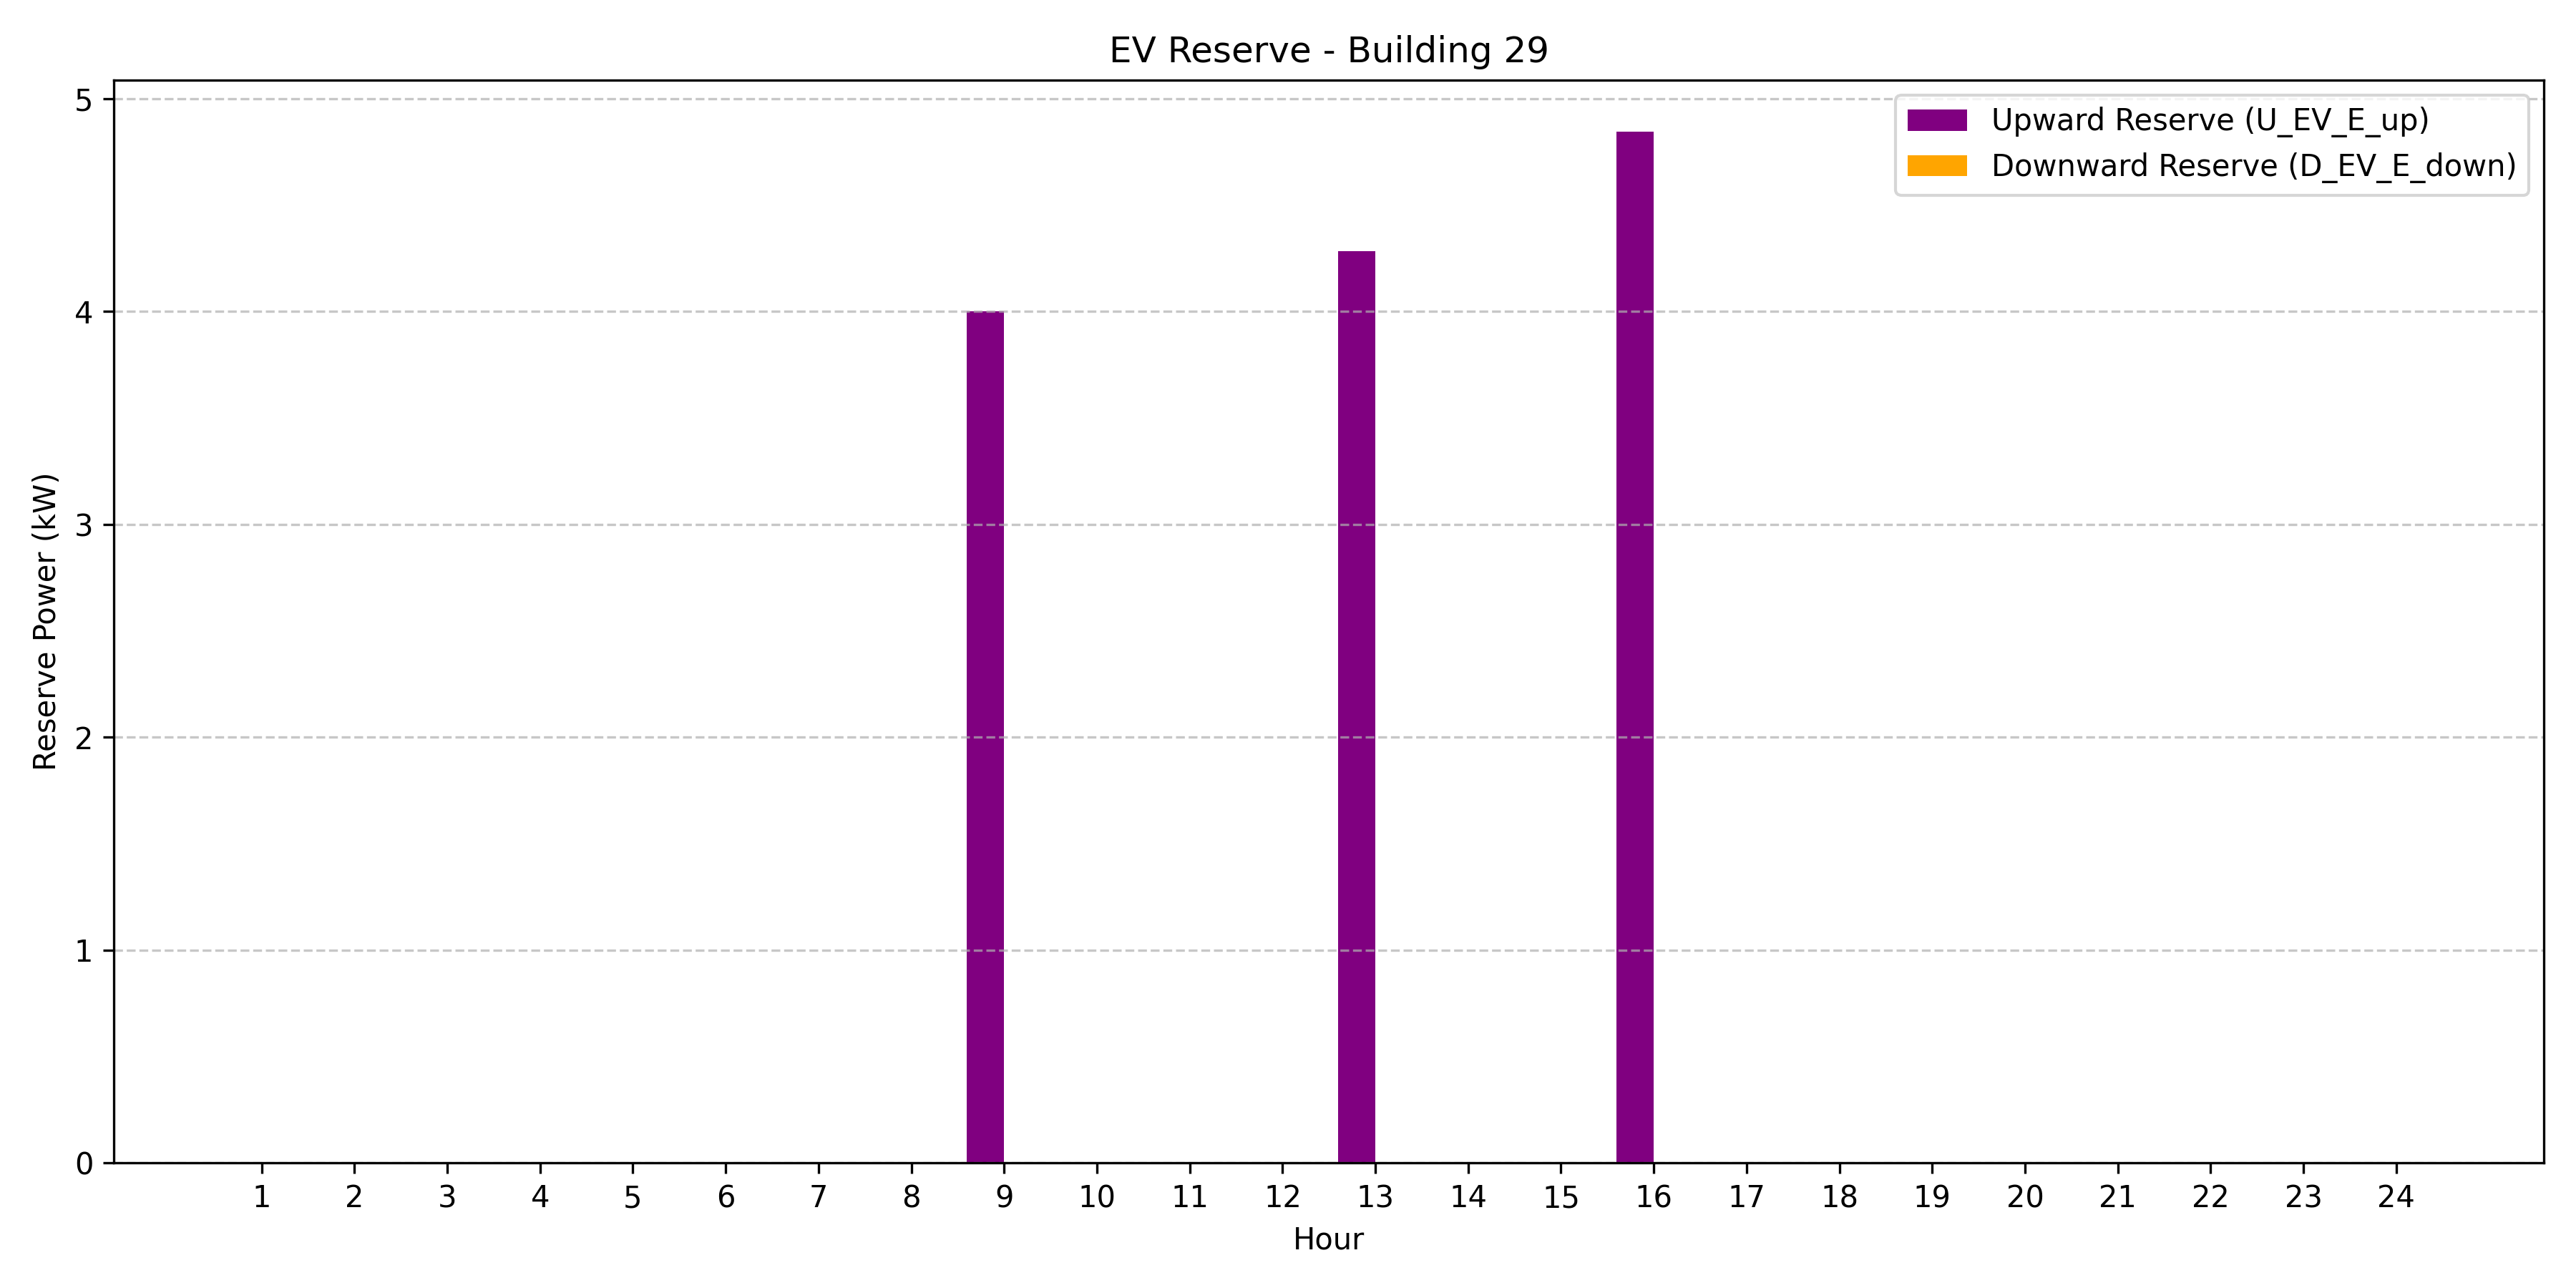 EV Reserve - Building 29
Upward Reserve (U_EV_E_up)
Downward Reserve (D_EV_E_down)
Reserve Power (kW)
5
4
3
2
1
0
1 2 3 4 5 6 7 8 9 10 11 12 13 14 15 16 17 18 19 20 21 22 23 24
Hour